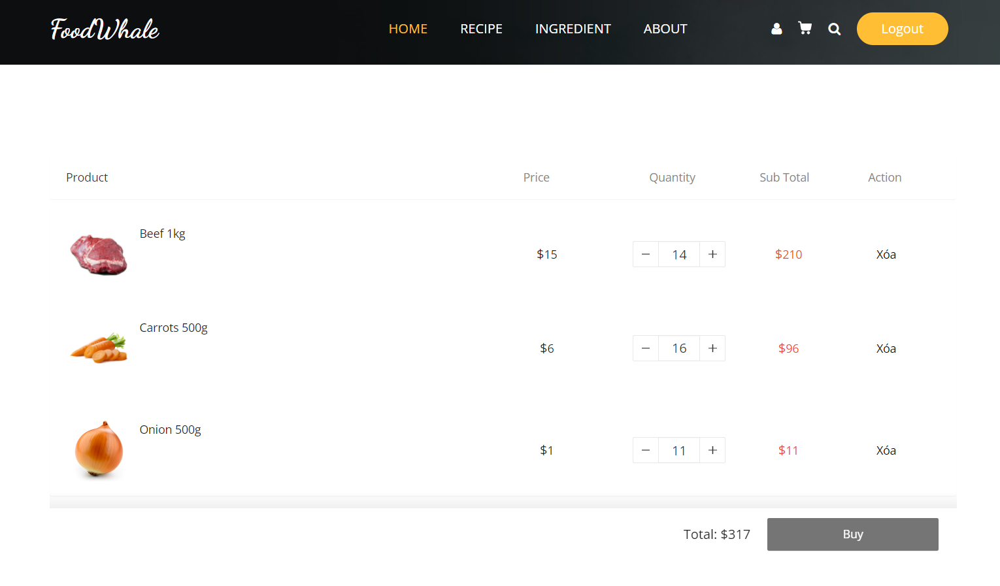 FoodWhale HOME RECIPE INGREDIENT ABOUT Logout
Product Price Quantity Sub Total Action
Beef 1kg
$15 − 14 + $210 Xóa
Carrots 500g
$6 − 16 + $96 Xóa
Onion 500g
$1 − 11 + $11 Xóa
Total: $317 Buy